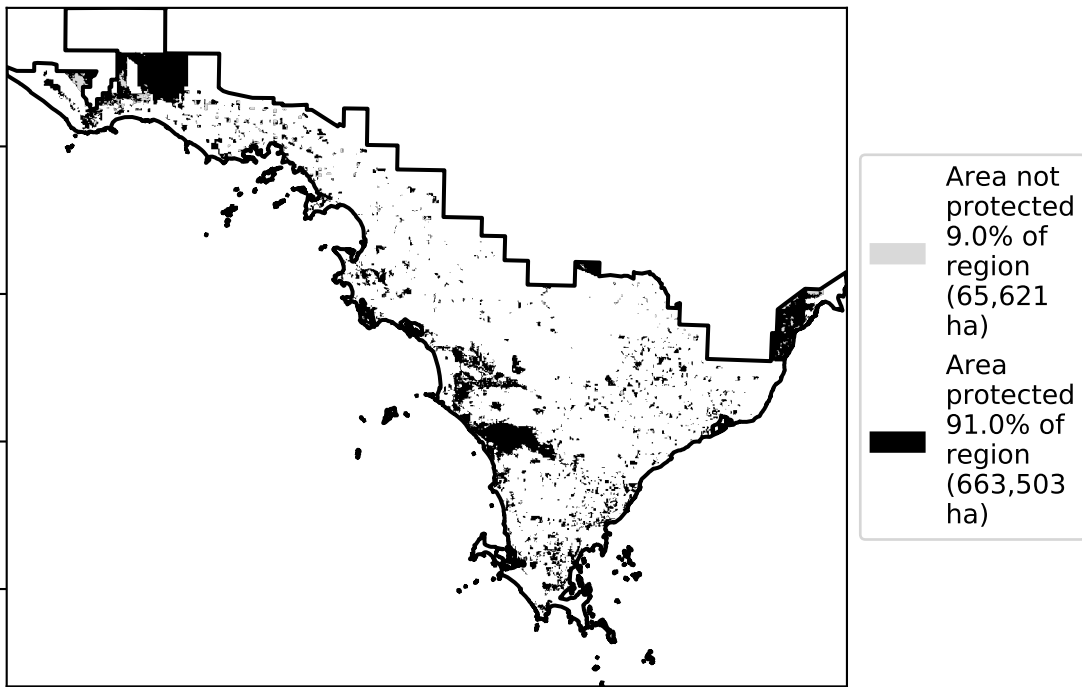 Area not
protected
9.0% of
region
(65,621
ha)
Area
protected
91.0% of
region
(663,503
ha)